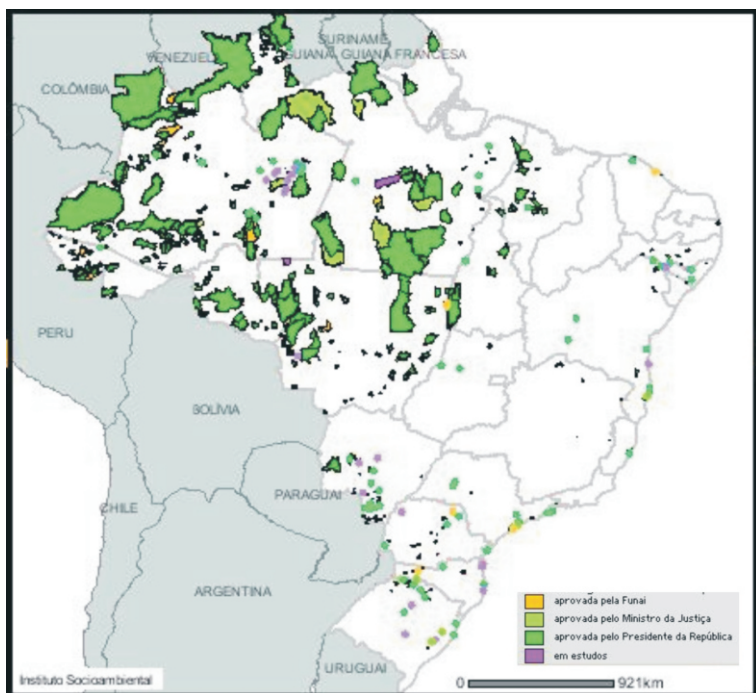 SURINAME
VENEZUEL
GUIANA, GUIANA FRANCESA
COLÔMBIA
PERU
BOLÍVIA
PARAGUAI
CHILE
ARGENTINA
URUGUAI
aprovada pela Funai
aprovada pelo Ministro da Justiça
aprovada pelo Presidente da República
em estudos
Instituto Socioambiental
0 921km